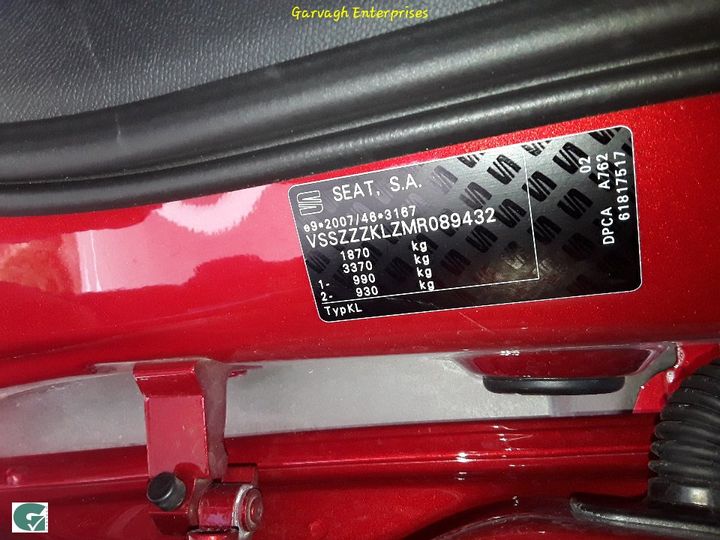 Garvagh Enterprises
SEAT, S.A.
e9*2007/46*3167
VSSZZZKLZMR089432
1870 kg
3370 kg
1- 990 kg
2- 930 kg
TypKL
02
DPCA A762
61817517